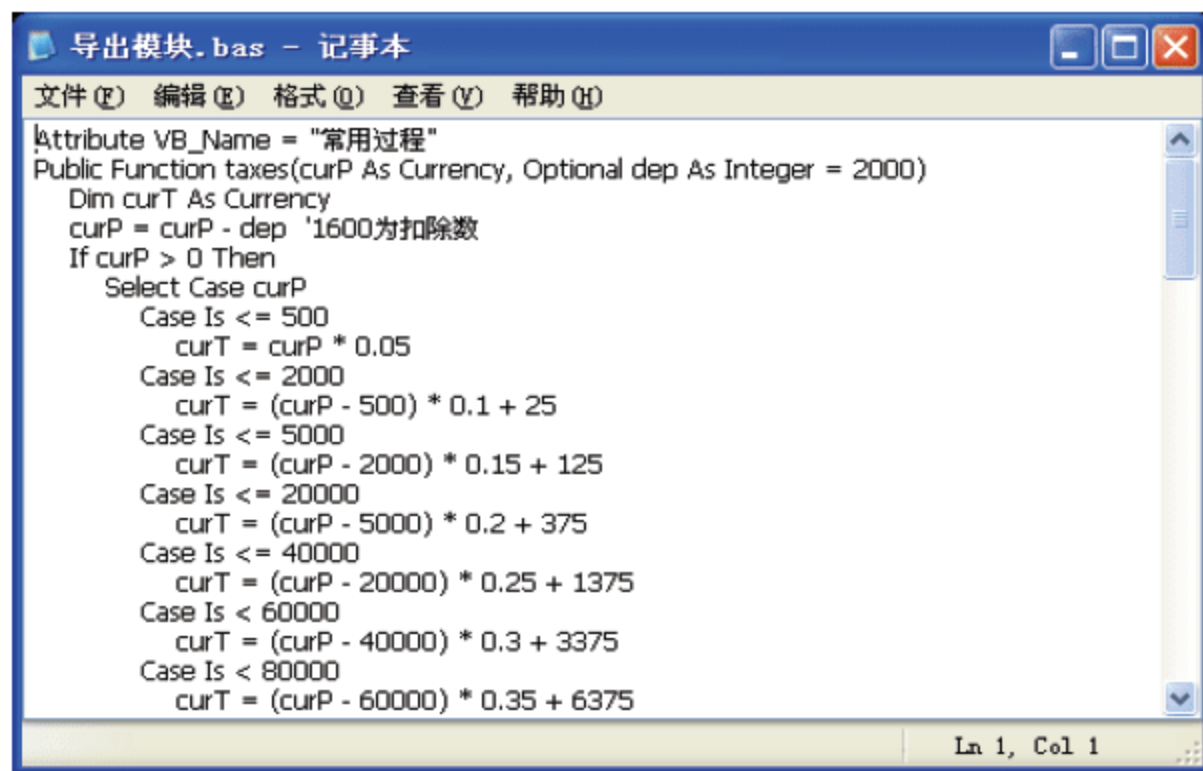 导出模块.bas - 记事本
文件(F) 编辑(E) 格式(O) 查看(V) 帮助(H)
Attribute VB_Name = "常用过程"
Public Function taxes(curP As Currency, Optional dep As Integer = 2000)
Dim curT As Currency
curP = curP - dep '1600为扣除数
If curP > 0 Then
Select Case curP
Case Is <= 500
curT = curP * 0.05
Case Is <= 2000
curT = (curP - 500) * 0.1 + 25
Case Is <= 5000
curT = (curP - 2000) * 0.15 + 125
Case Is <= 20000
curT = (curP - 5000) * 0.2 + 375
Case Is <= 40000
curT = (curP - 20000) * 0.25 + 1375
Case Is < 60000
curT = (curP - 40000) * 0.3 + 3375
Case Is < 80000
curT = (curP - 60000) * 0.35 + 6375
Ln 1, Col 1